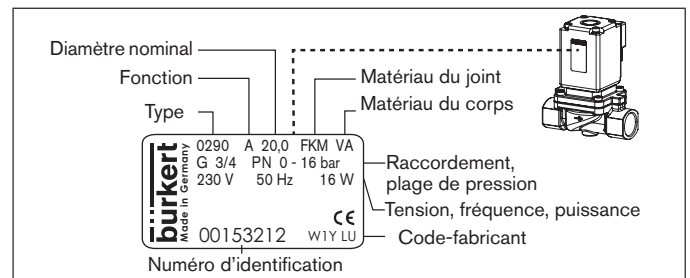 Diamètre nominal
Fonction
Type
Matériau du joint
Matériau du corps
burkert
Made in Germany
0290 A 20,0 FKM VA
G 3/4 PN 0 - 16 bar
230 V 50 Hz 16 W
CE
00153212 W1Y LU
Raccordement,
plage de pression
Tension, fréquence, puissance
Code-fabricant
Numéro d'identification